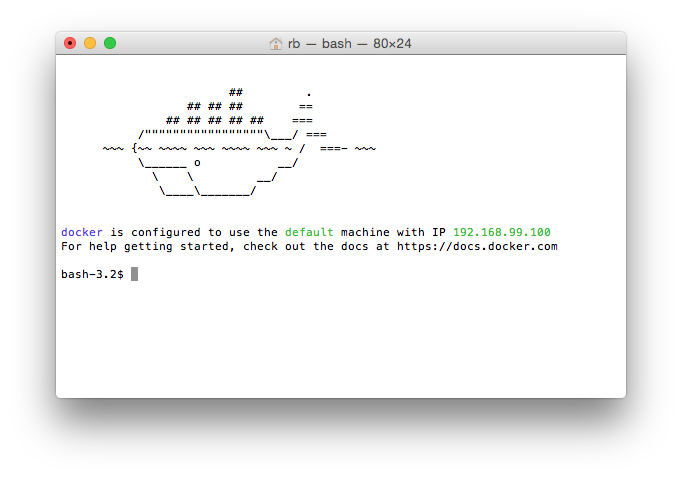 rb — bash — 80×24
                        ##         .
                  ## ## ##        ==
               ## ## ## ## ##    ===
           /"""""""""""""""""\___/ ===
      ~~~ {~~ ~~~~ ~~~ ~~~~ ~~~ ~ /  ===- ~~~
           \______ o           __/
             \    \         __/
              \____\_______/
docker is configured to use the default machine with IP 192.168.99.100
For help getting started, check out the docs at https://docs.docker.com
bash-3.2$